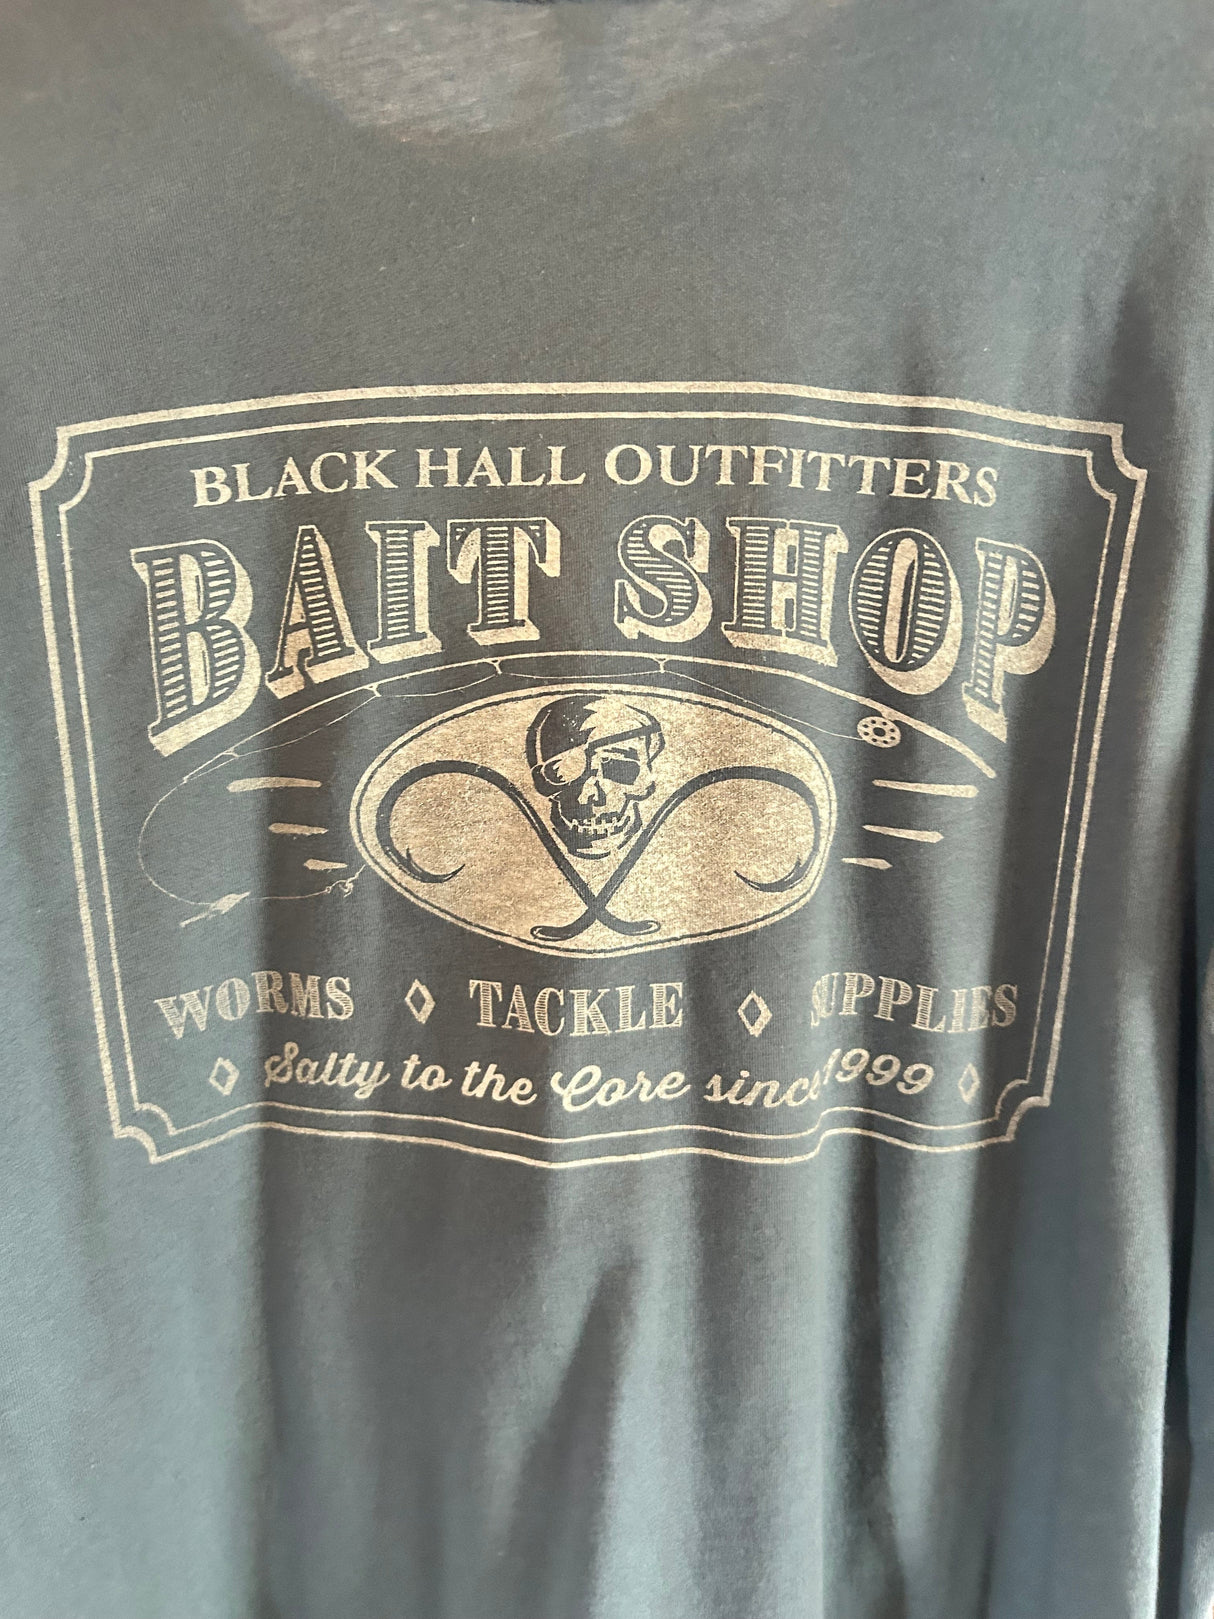 BLACK HALL OUTFITTERS
BAIT SHOP
WORMS ◊ TACKLE ◊ SUPPLIES
◊ Salty to the Core since 1999 ◊